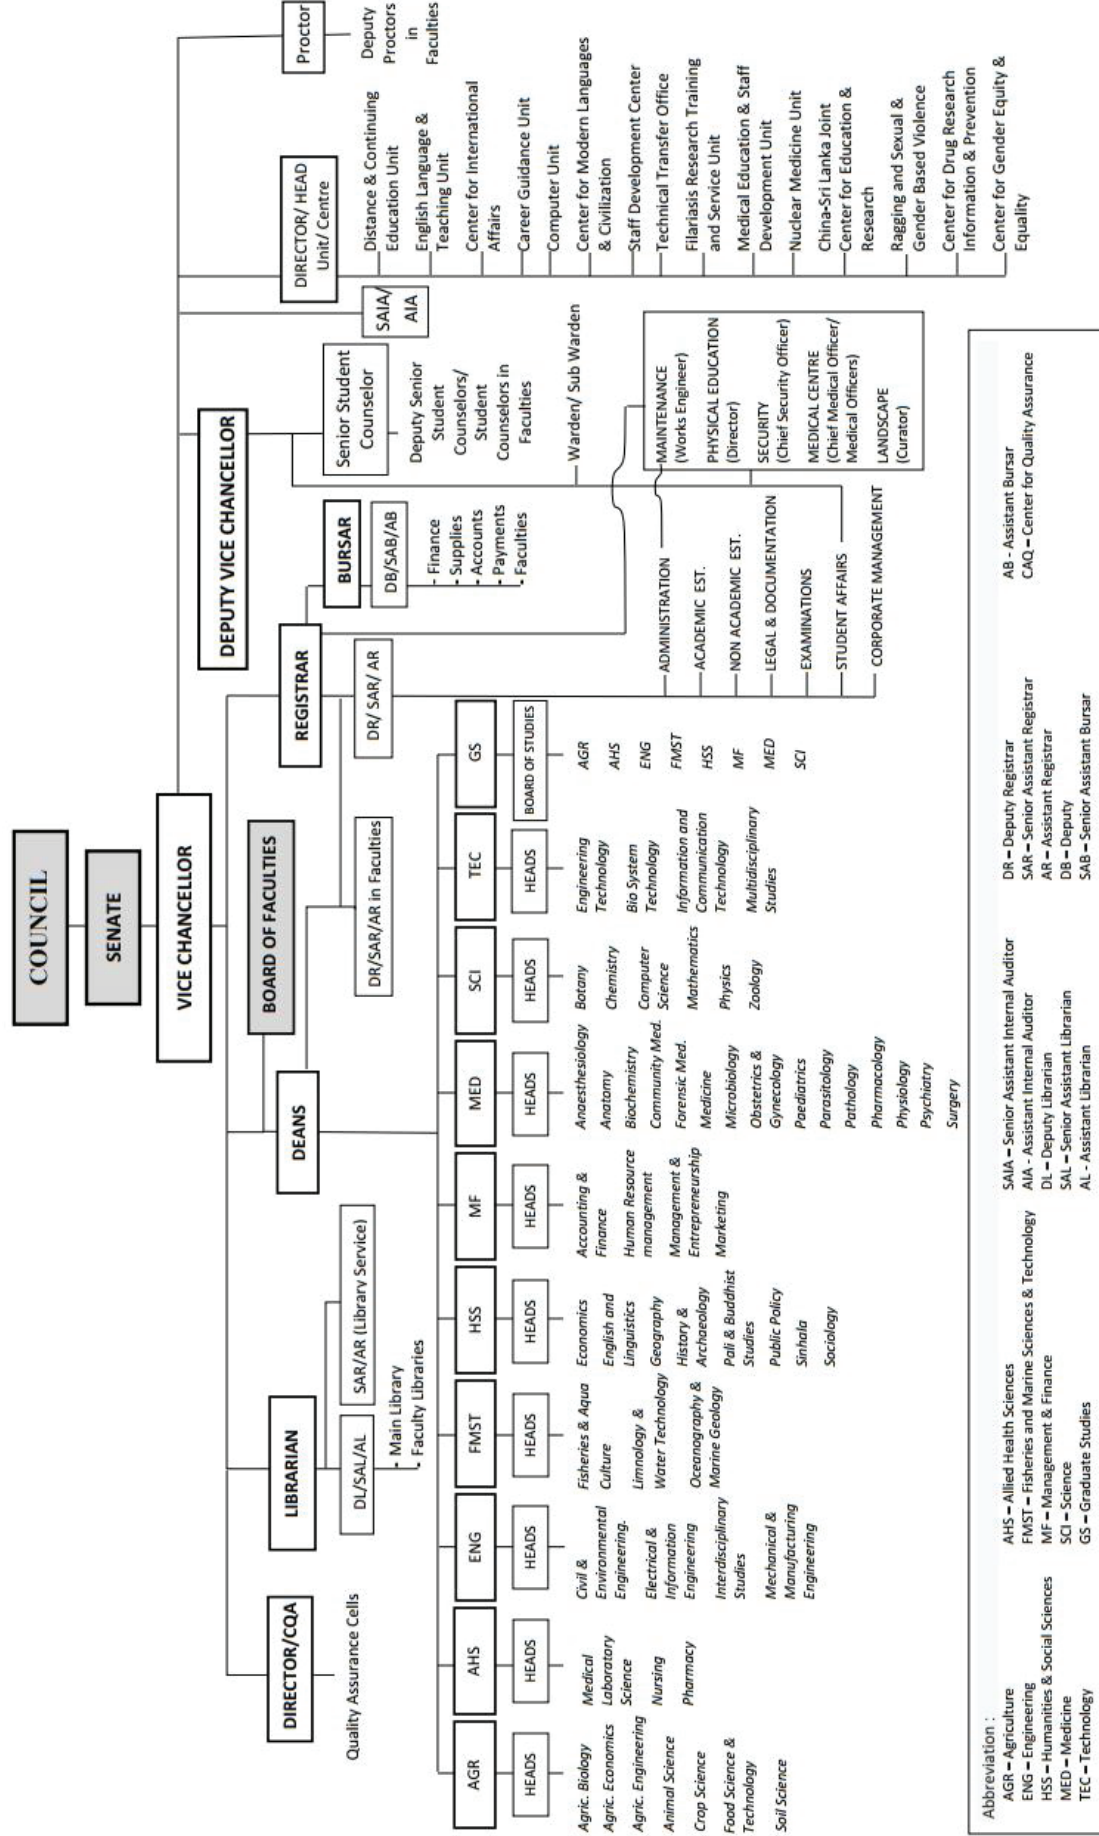 COUNCIL
SENATE
VICE CHANCELLOR
DEPUTY VICE CHANCELLOR
BOARD OF FACULTIES
DIRECTOR/CQA
Quality Assurance Cells
LIBRARIAN
DL/SAL/AL
SAR/AR (Library Service)
- Main Library
- Faculty Libraries
DEANS
DR/SAR/AR in Faculties
REGISTRAR
DR/ SAR/ AR
BURSAR
DB/SAB/AB
- Finance
- Supplies
- Accounts
- Payments
- Faculties
Senior Student
Counselor
Deputy Senior
Student
Counselors/
Student
Counselors in
Faculties
Warden/ Sub Warden
SAIA/
AIA
DIRECTOR/ HEAD
Unit/ Centre
Distance & Continuing
Education Unit
English Language &
Teaching Unit
Center for International
Affairs
Career Guidance Unit
Computer Unit
Center for Modern Languages
& Civilization
Staff Development Center
Technical Transfer Office
Filariasis Research Training
and Service Unit
Medical Education & Staff
Development Unit
Nuclear Medicine Unit
China-Sri Lanka Joint
Center for Education &
Research
Ragging and Sexual &
Gender Based Violence
Center for Drug Research
Information & Prevention
Center for Gender Equity &
Equality
Proctor
Deputy
Proctors
in
Faculties
ADMINISTRATION
ACADEMIC EST.
NON ACADEMIC EST.
LEGAL & DOCUMENTATION
EXAMINATIONS
STUDENT AFFAIRS
CORPORATE MANAGEMENT
MAINTENANCE
(Works Engineer)
PHYSICAL EDUCATION
(Director)
SECURITY
(Chief Security Officer)
MEDICAL CENTRE
(Chief Medical Officer/
Medical Officers)
LANDSCAPE
(Curator)
AGR
HEADS
Agric. Biology
Agric. Economics
Agric. Engineering
Animal Science
Crop Science
Food Science &
Technology
Soil Science
AHS
HEADS
Medical
Laboratory
Science
Nursing
Pharmacy
ENG
HEADS
Civil &
Environmental
Engineering.
Electrical &
Information
Engineering
Interdisciplinary
Studies
Mechanical &
Manufacturing
Engineering
FMST
HEADS
Fisheries & Aqua
Culture
Limnology &
Water Technology
Oceanography &
Marine Geology
HSS
HEADS
Economics
English and
Linguistics
Geography
History &
Archaeology
Pali & Buddhist
Studies
Public Policy
Sinhala
Sociology
MF
HEADS
Accounting &
Finance
Human Resource
management
Management &
Entrepreneurship
Marketing
MED
HEADS
Anaesthesiology
Anatomy
Biochemistry
Community Med.
Forensic Med.
Medicine
Microbiology
Obstetrics &
Gynecology
Paediatrics
Parasitology
Pathology
Pharmacology
Physiology
Psychiatry
Surgery
SCI
HEADS
Botany
Chemistry
Computer
Science
Mathematics
Physics
Zoology
TEC
HEADS
Engineering
Technology
Bio System
Technology
Information and
Communication
Technology
Multidisciplinary
Studies
GS
BOARD OF STUDIES
AGR
AHS
ENG
FMST
HSS
MF
MED
SCI
Abbreviation :
AGR – Agriculture
ENG – Engineering
HSS – Humanities & Social Sciences
MED – Medicine
TEC – Technology
AHS – Allied Health Sciences
FMST – Fisheries and Marine Sciences & Technology
MF – Management & Finance
SCI – Science
GS – Graduate Studies
SAIA – Senior Assistant Internal Auditor
AIA - Assistant Internal Auditor
DL – Deputy Librarian
SAL – Senior Assistant Librarian
AL - Assistant Librarian
DR – Deputy Registrar
SAR – Senior Assistant Registrar
AR – Assistant Registrar
DB – Deputy
SAB – Senior Assistant Bursar
AB - Assistant Bursar
CAQ – Center for Quality Assurance